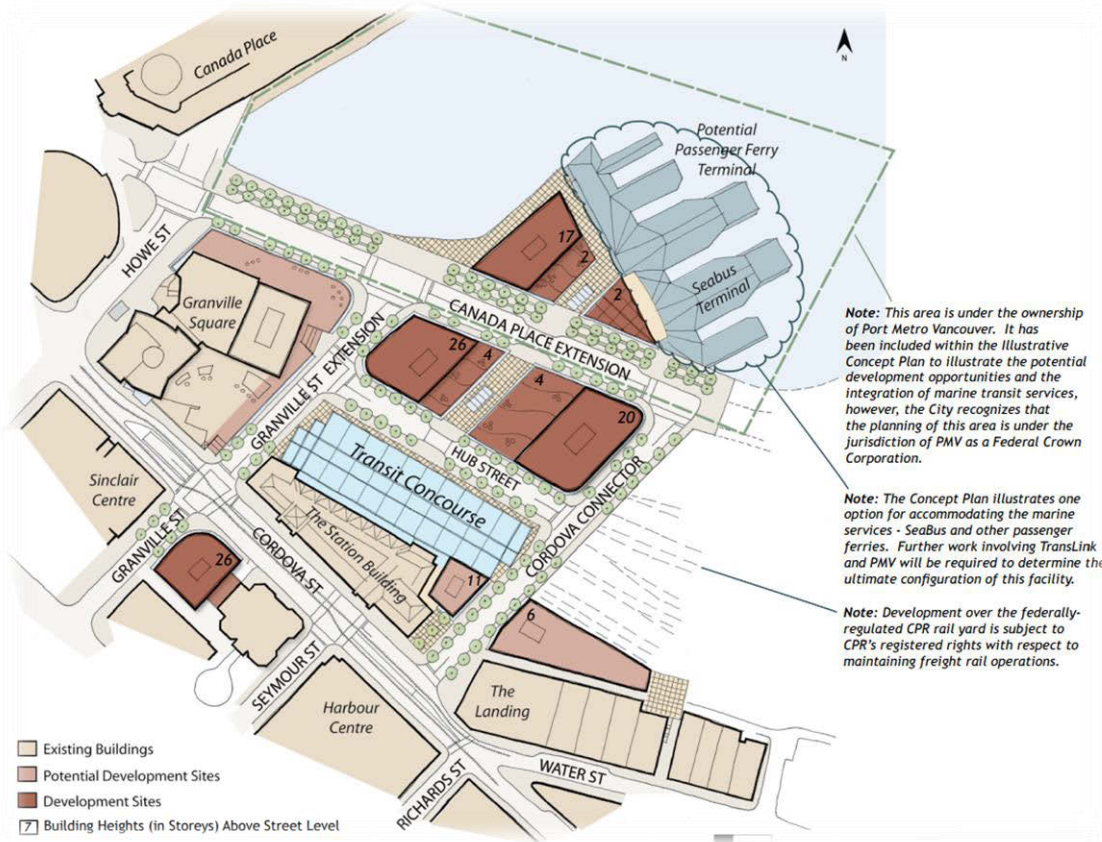 Canada Place
N
Potential
Passenger Ferry
Terminal
HOWE ST
17
2
2
Seabus
Terminal
Granville
Square
CANADA PLACE EXTENSION
GRANVILLE ST EXTENSION
26
4
4
20
HUB STREET
Transit Concourse
CORDOVA CONNECTOR
Sinclair
Centre
The Station Building
GRANVILLE ST
CORDOVA ST
26
11
6
SEYMOUR ST
The
Landing
Harbour
Centre
WATER ST
RICHARDS ST
Note: This area is under the ownership
of Port Metro Vancouver. It has
been included within the Illustrative
Concept Plan to illustrate the potential
development opportunities and the
integration of marine transit services,
however, the City recognizes that
the planning of this area is under the
jurisdiction of PMV as a Federal Crown
Corporation.
Note: The Concept Plan illustrates one
option for accommodating the marine
services - SeaBus and other passenger
ferries. Further work involving TransLink
and PMV will be required to determine the
ultimate configuration of this facility.
Note: Development over the federally-
regulated CPR rail yard is subject to
CPR's registered rights with respect to
maintaining freight rail operations.
Existing Buildings
Potential Development Sites
Development Sites
7 Building Heights (in Storeys) Above Street Level